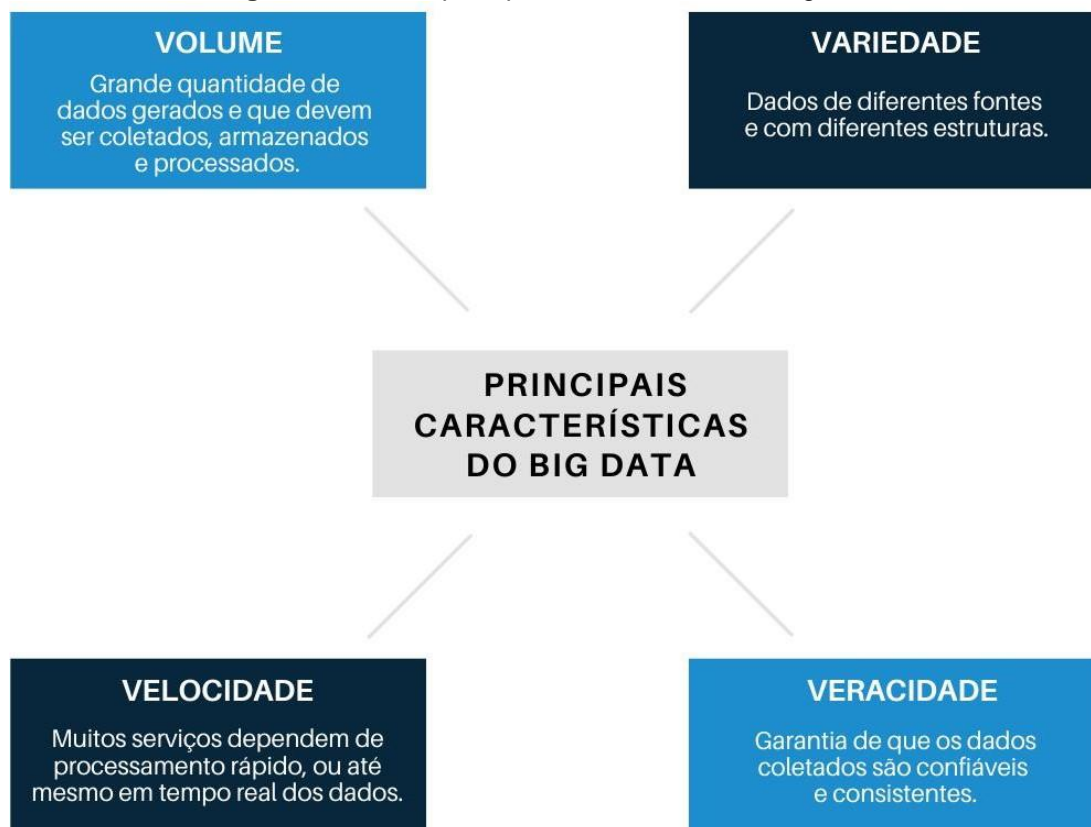 VOLUME
Grande quantidade de
dados gerados e que devem
ser coletados, armazenados
e processados.
VARIEDADE
Dados de diferentes fontes
e com diferentes estruturas.
PRINCIPAIS
CARACTERÍSTICAS
DO BIG DATA
VELOCIDADE
Muitos serviços dependem de
processamento rápido, ou até
mesmo em tempo real dos dados.
VERACIDADE
Garantia de que os dados
coletados são confiáveis
e consistentes.